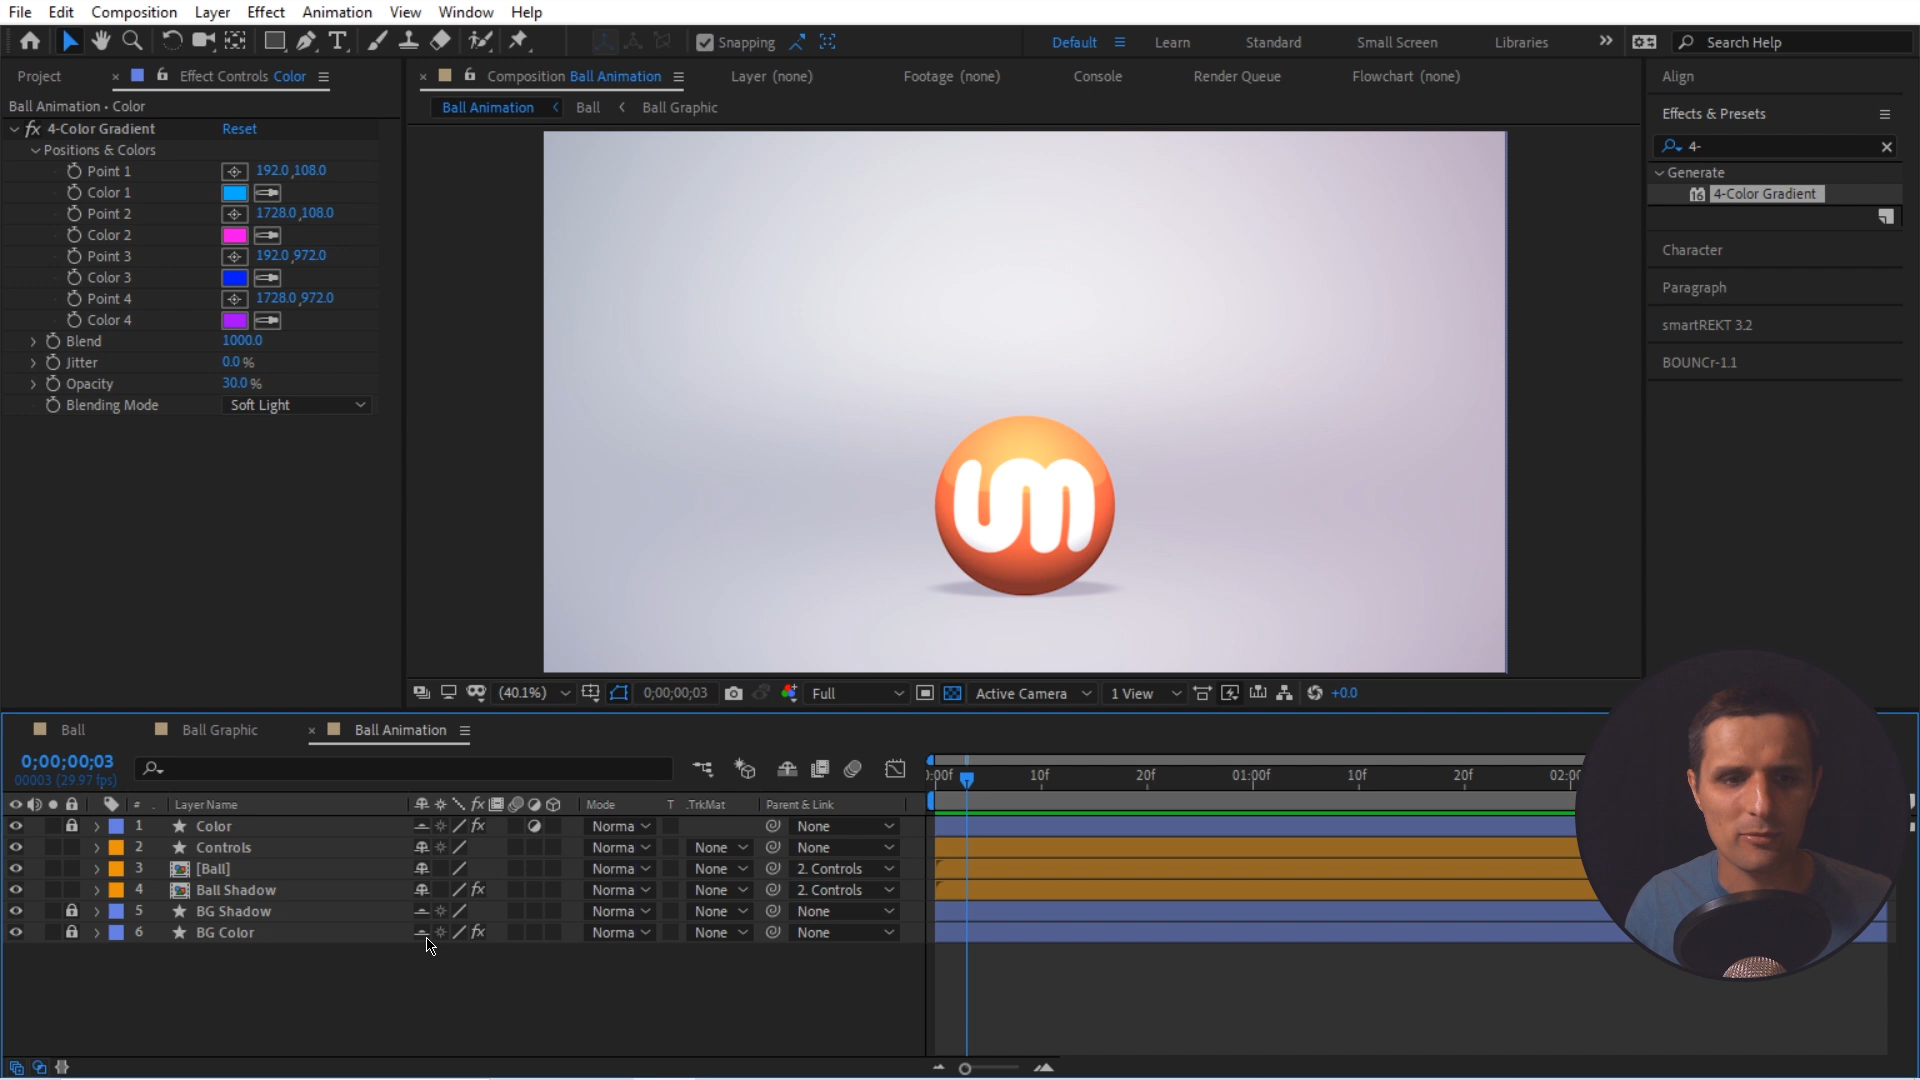 File Edit Composition Layer Effect Animation View Window Help
Snapping Default Learn Standard Small Screen Libraries Search Help
Project Effect Controls Color
Composition Ball Animation Layer (none) Footage (none) Console Render Queue Flowchart (none)
Align
Ball Animation • Color
Ball Animation Ball Ball Graphic
Effects & Presets
4-
Generate
4-Color Gradient
Character
Paragraph
smartREKT 3.2
BOUNCr-1.1
fx 4-Color Gradient Reset
Positions & Colors
Point 1 192.0,108.0
Color 1
Point 2 1728.0,108.0
Color 2
Point 3 192.0,972.0
Color 3
Point 4 1728.0,972.0
Color 4
Blend 1000.0
Jitter 0.0 %
Opacity 30.0 %
Blending Mode Soft Light
um
(40.1%) 0;00;00;03 Full Active Camera 1 View +0.0
Ball Ball Graphic Ball Animation
0;00;00;03
00003 (29.97 fps)
):00f 10f 20f 01:00f 10f 20f 02:00f
# Layer Name fx Mode T .TrkMat Parent & Link
1 Color fx Norma None
2 Controls Norma None None
3 [Ball] Norma None 2. Controls
4 Ball Shadow fx Norma None 2. Controls
5 BG Shadow Norma None None
6 BG Color fx Norma None None